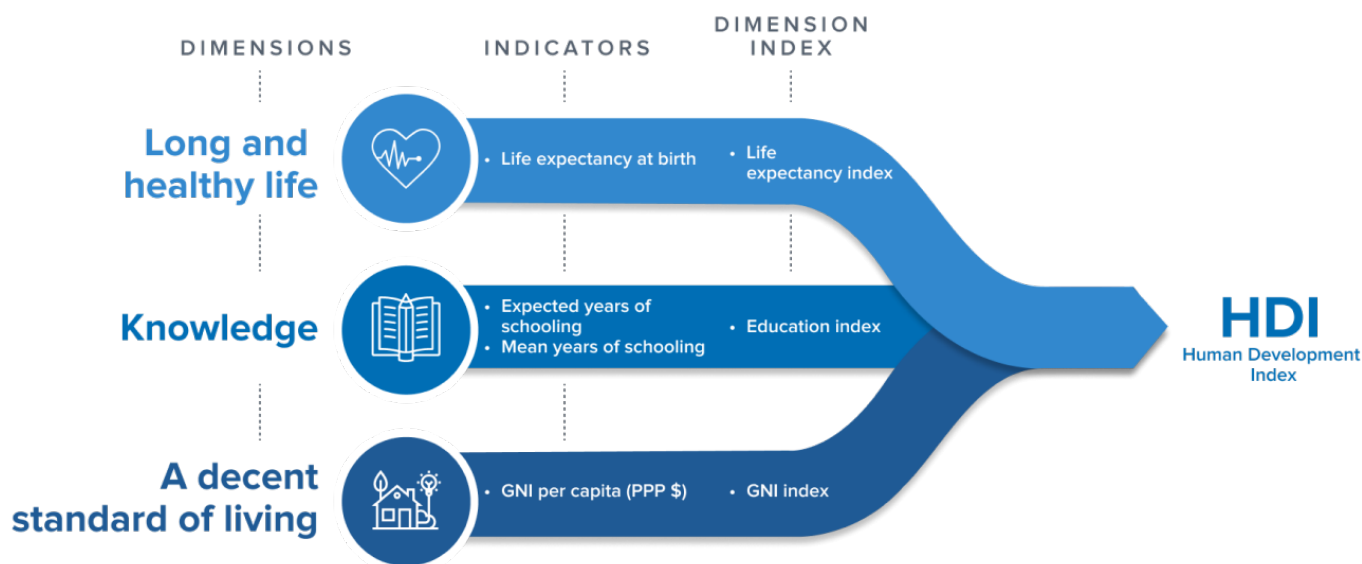 DIMENSIONS
INDICATORS
DIMENSION
INDEX
Long and
healthy life
• Life expectancy at birth
• Life
expectancy index
Knowledge
• Expected years of
schooling
• Mean years of schooling
• Education index
HDI
Human Development
Index
A decent
standard of living
• GNI per capita (PPP $)
• GNI index